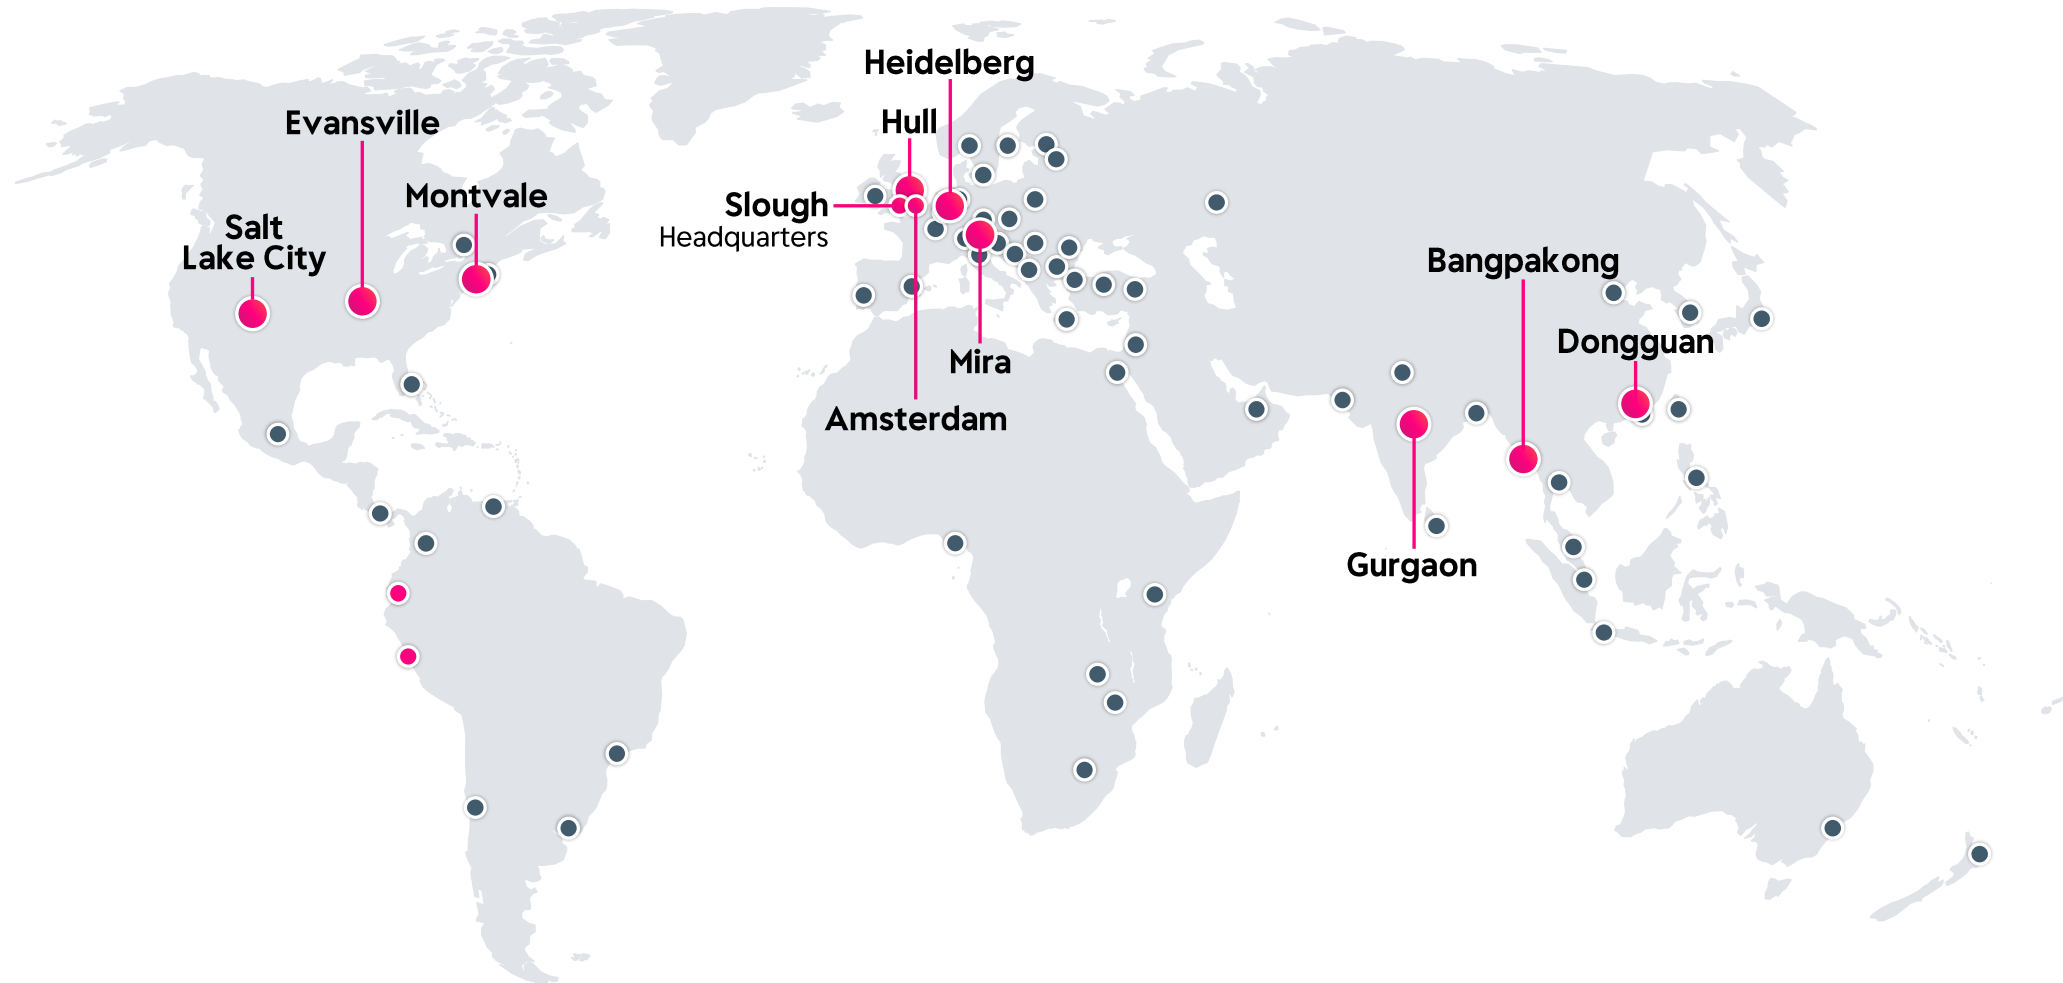 Heidelberg
Evansville
Hull
Montvale
Slough
Headquarters
Salt
Lake City
Bangpakong
Dongguan
Mira
Amsterdam
Gurgaon